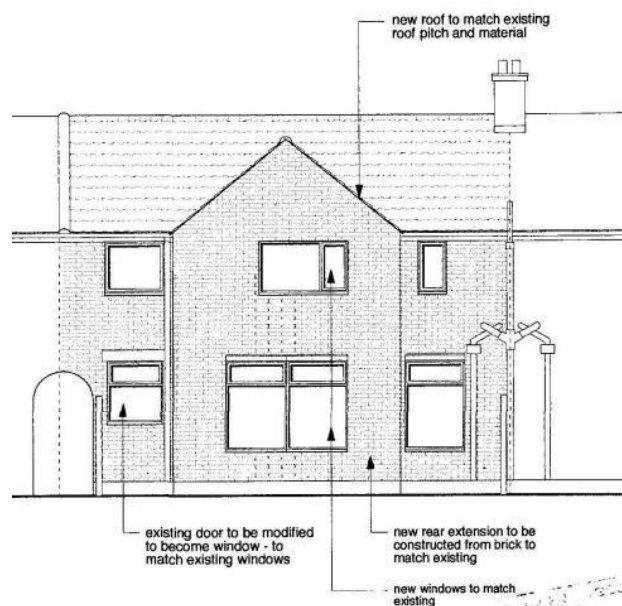 new roof to match existing
roof pitch and material
existing door to be modified
to become window - to
match existing windows
new rear extension to be
constructed from brick to
match existing
new windows to match
existing